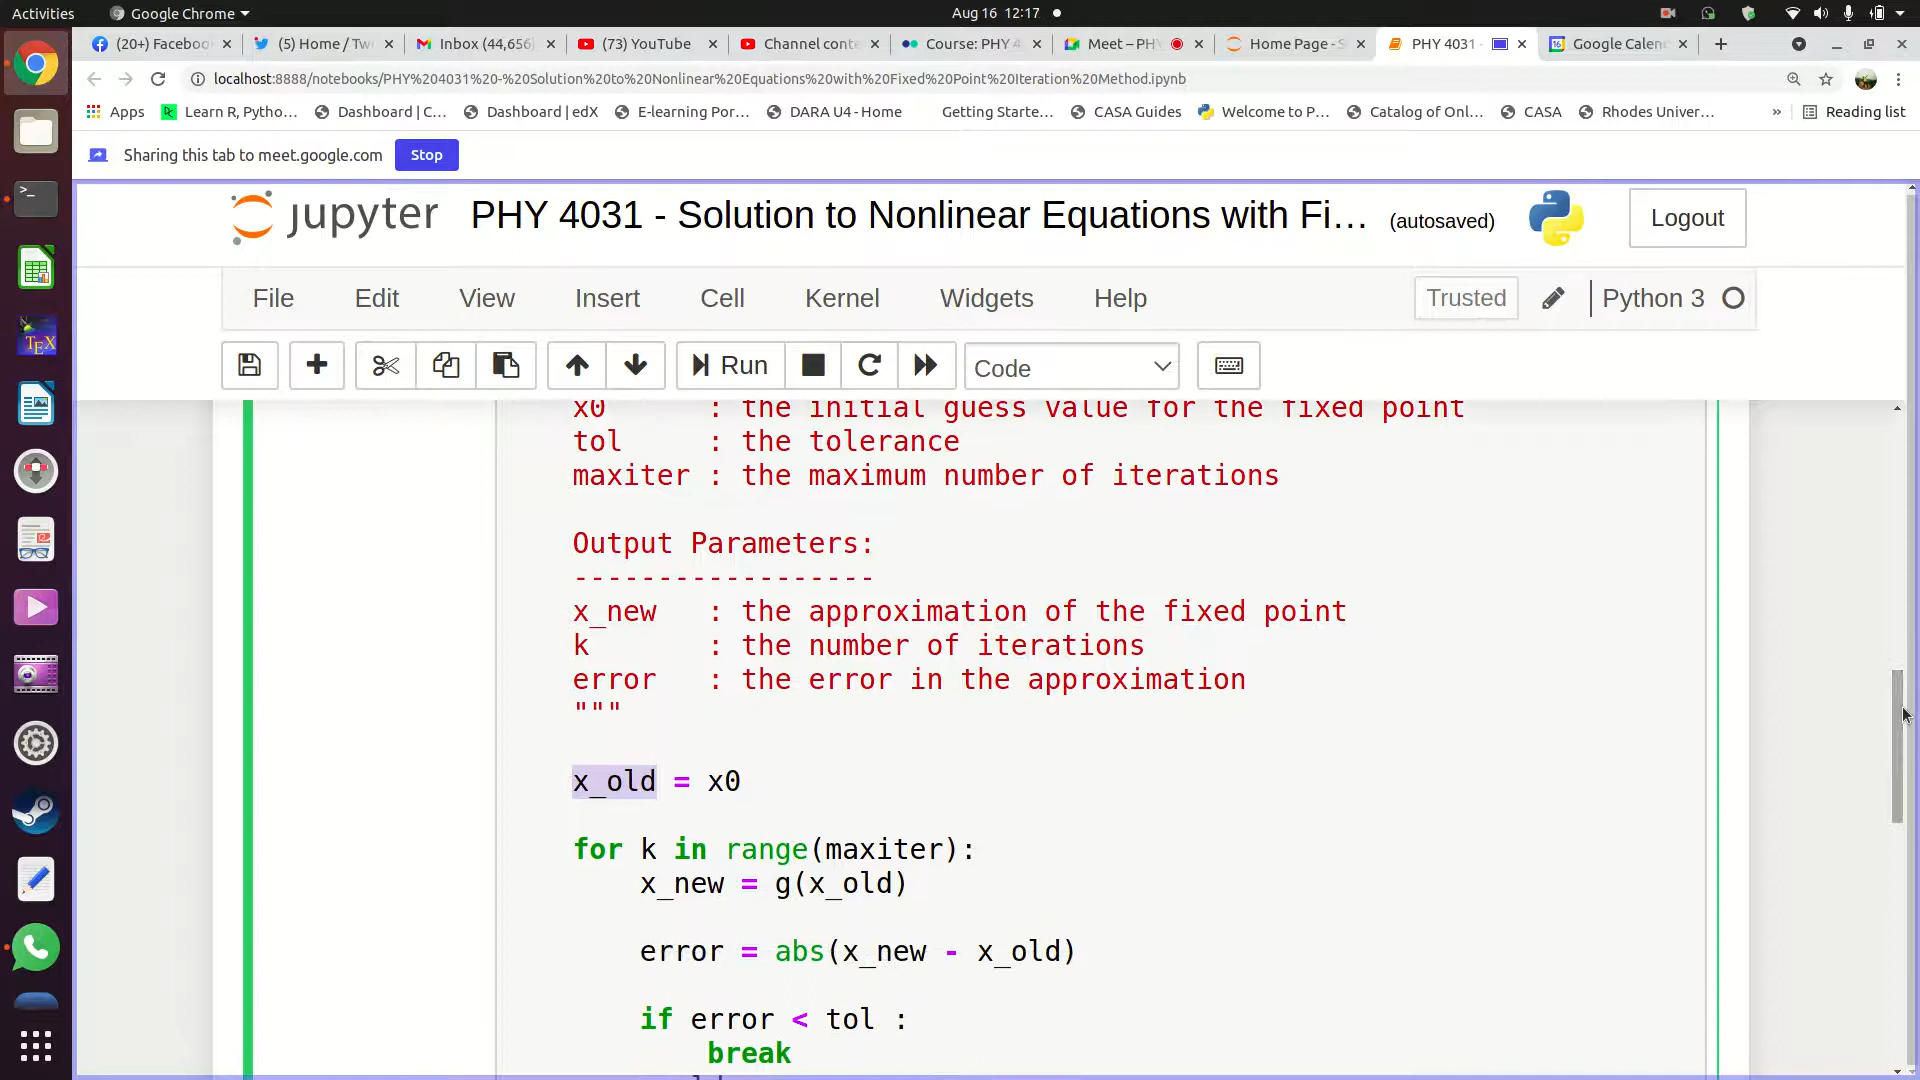 Activities Google Chrome Aug 16 12:17
(20+) Facebo (5) Home / Tw Inbox (44,656 (73) YouTube Channel conte Course: PHY 4 Meet – PH Home Page - S PHY 4031 Google Calen
localhost:8888/notebooks/PHY%204031%20-%20Solution%20to%20Nonlinear%20Equations%20with%20Fixed%20Point%20Iteration%20Method.ipynb
Apps Learn R, Pytho... Dashboard | C... Dashboard | edX E-learning Por... DARA U4 - Home Getting Starte... CASA Guides Welcome to P... Catalog of Onl... CASA Rhodes Univer... » Reading list
Sharing this tab to meet.google.com Stop
jupyter PHY 4031 - Solution to Nonlinear Equations with Fi... (autosaved) Logout
File Edit View Insert Cell Kernel Widgets Help Trusted Python 3
Run Code
x0 : the initial guess value for the fixed point
tol : the tolerance
maxiter : the maximum number of iterations
Output Parameters:
------------------
x_new : the approximation of the fixed point
k : the number of iterations
error : the error in the approximation
"""
x_old = x0
for k in range(maxiter):
x_new = g(x_old)
error = abs(x_new - x_old)
if error < tol :
break